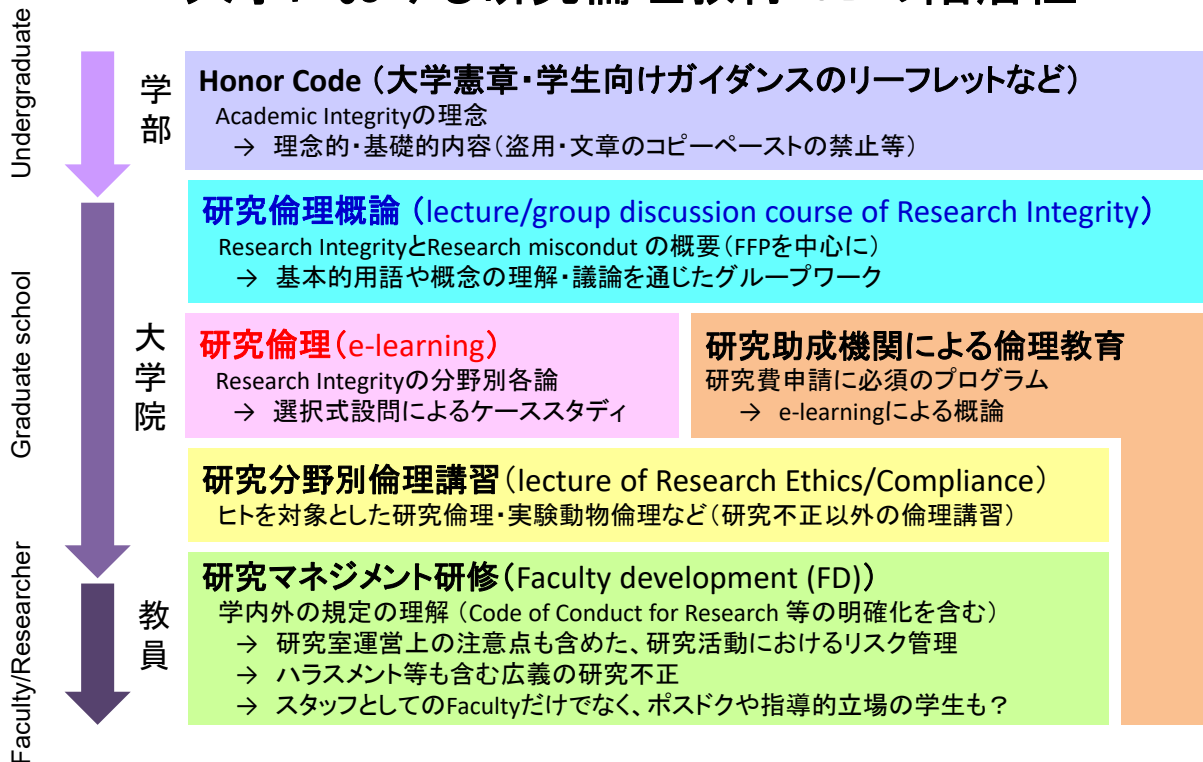 Undergraduate
学部
Honor Code（大学憲章・学生向けガイダンスのリーフレットなど）
Academic Integrityの理念
→ 理念的・基礎的内容（盗用・文章のコピーペーストの禁止等）
Graduate school
大学院
研究倫理概論（lecture/group discussion course of Research Integrity）
Research IntegrityとResearch miscondut の概要（FFPを中心に）
→ 基本的用語や概念の理解・議論を通じたグループワーク
研究倫理（e-learning）
Research Integrityの分野別各論
→ 選択式設問によるケーススタディ
研究助成機関による倫理教育
研究費申請に必須のプログラム
→ e-learningによる概論
研究分野別倫理講習（lecture of Research Ethics/Compliance）
ヒトを対象とした研究倫理・実験動物倫理など（研究不正以外の倫理講習）
Faculty/Researcher
教員
研究マネジメント研修（Faculty development (FD)）
学内外の規定の理解（Code of Conduct for Research 等の明確化を含む）
→ 研究室運営上の注意点も含めた、研究活動におけるリスク管理
→ ハラスメント等も含む広義の研究不正
→ スタッフとしてのFacultyだけでなく、ポスドクや指導的立場の学生も？